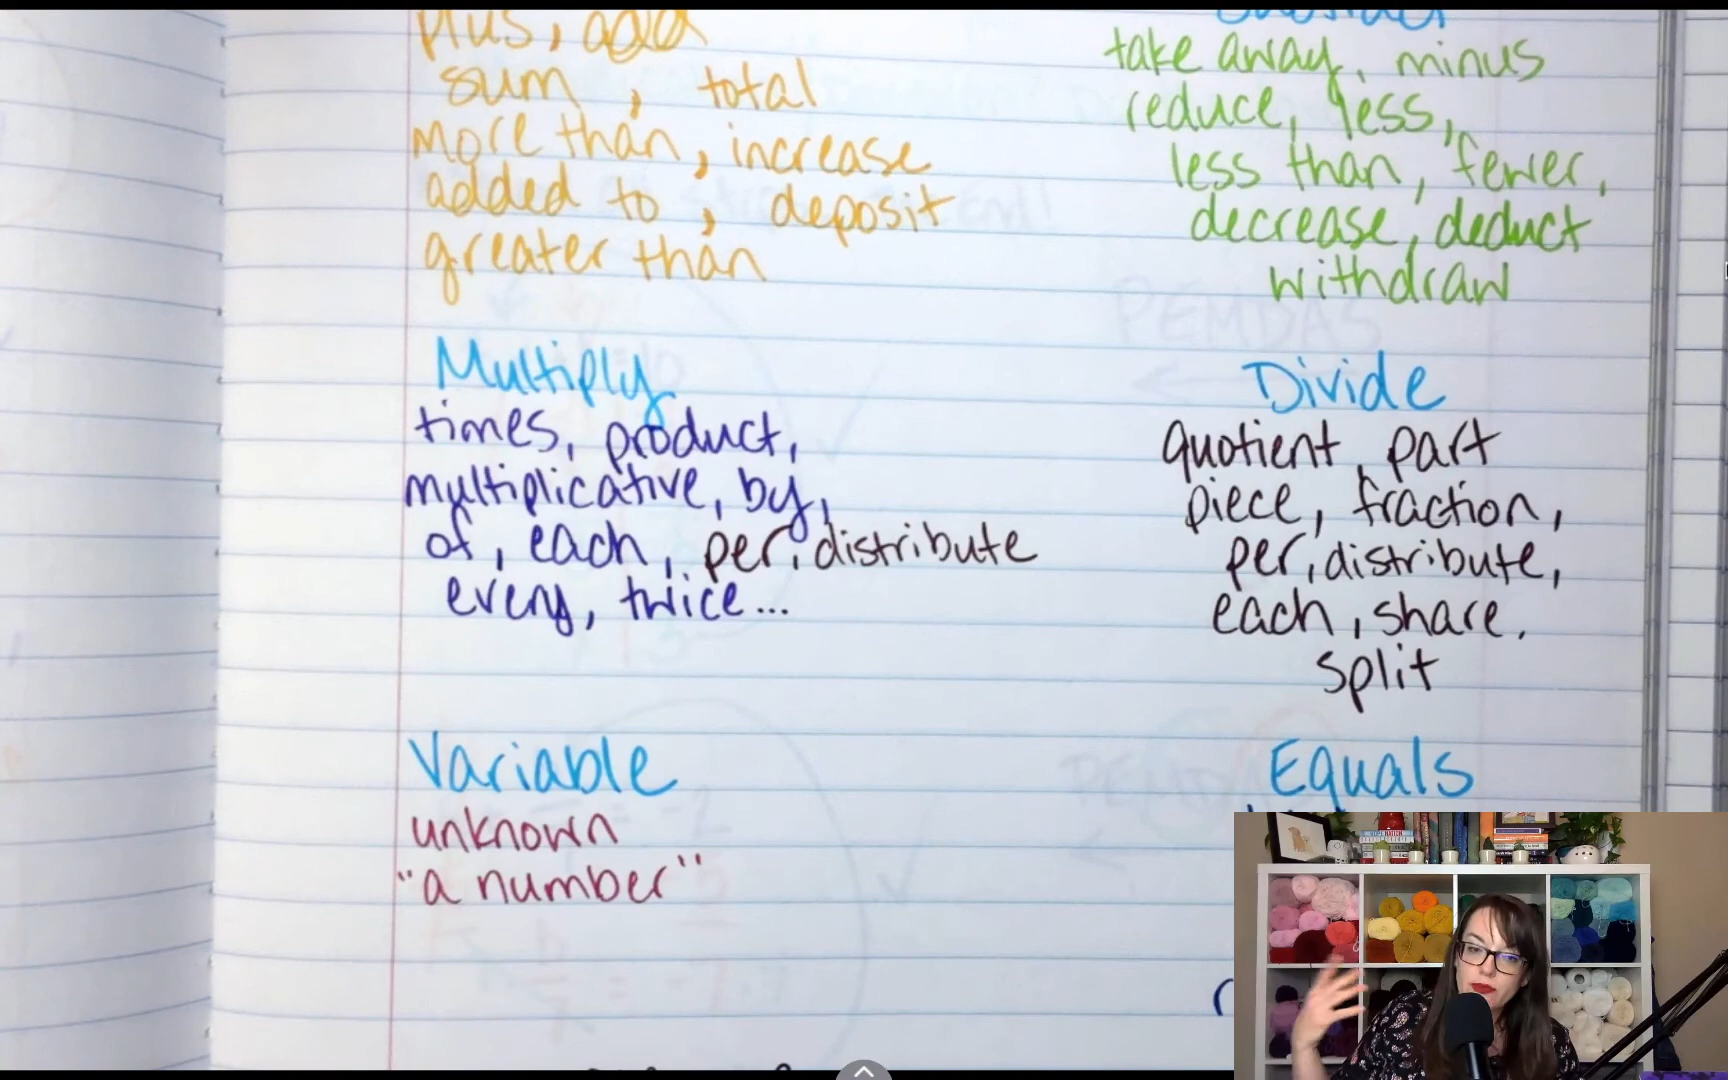 plus, add
sum, total
more than, increase
added to, deposit
greater than
Subtract
take away, minus
reduce, less,
less than, fewer,
decrease, deduct
withdraw
Multiply
times, product,
multiplicative, by,
of, each, per, distribute
every, twice...
Divide
quotient, part
piece, fraction,
per, distribute,
each, share,
split
Variable
unknown
"a number"
Equals
PEMDAS